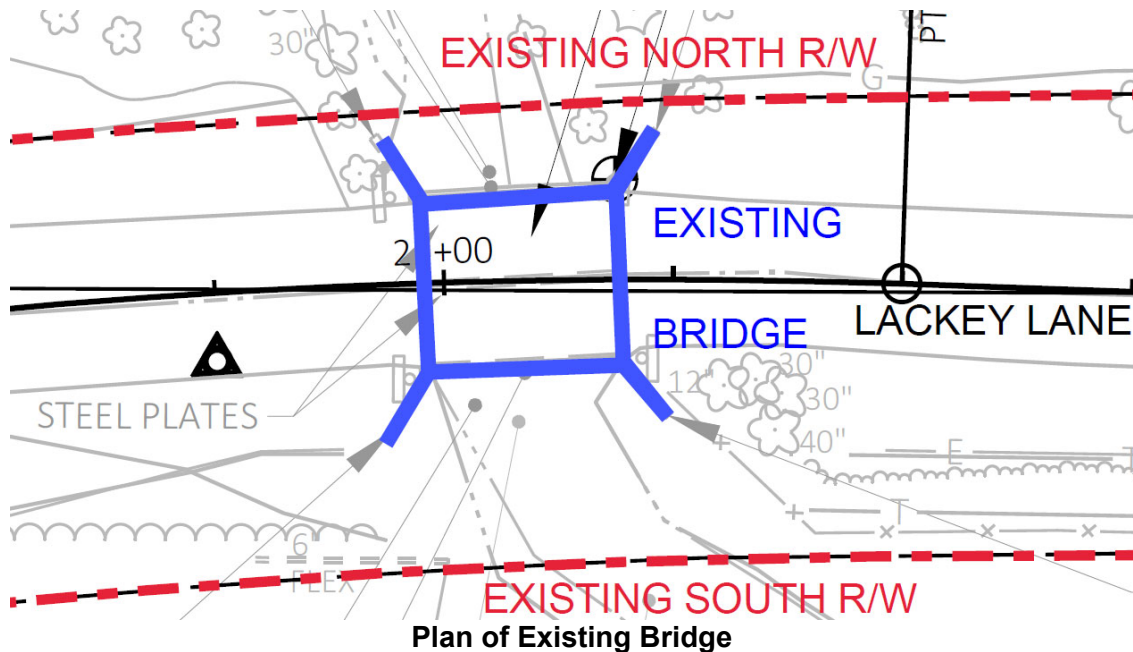 PT
30"
EXISTING NORTH R/W
G
EXISTING
2 +00
BRIDGE
LACKEY LANE
12"
30"
30"
STEEL PLATES
40"
E
T
T
6"
FLEX
EXISTING SOUTH R/W
Plan of Existing Bridge